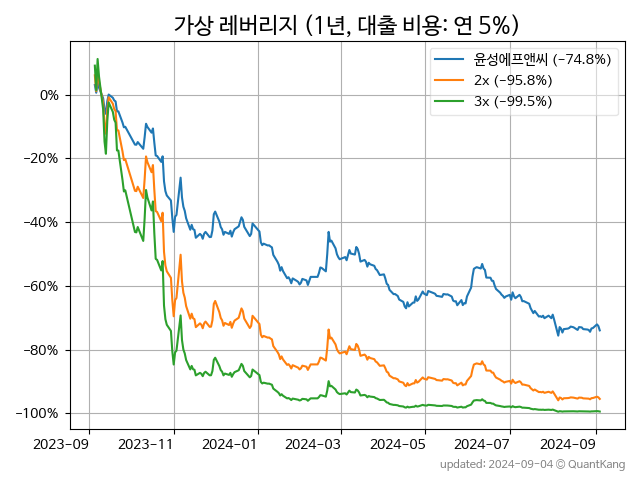 가상 레버리지 (1년, 대출 비용: 연 5%)
윤성에프앤씨 (-74.8%)
2x (-95.8%)
3x (-99.5%)
0%
-20%
-40%
-60%
-80%
-100%
2023-09 2023-11 2024-01 2024-03 2024-05 2024-07 2024-09
updated: 2024-09-04 © QuantKang